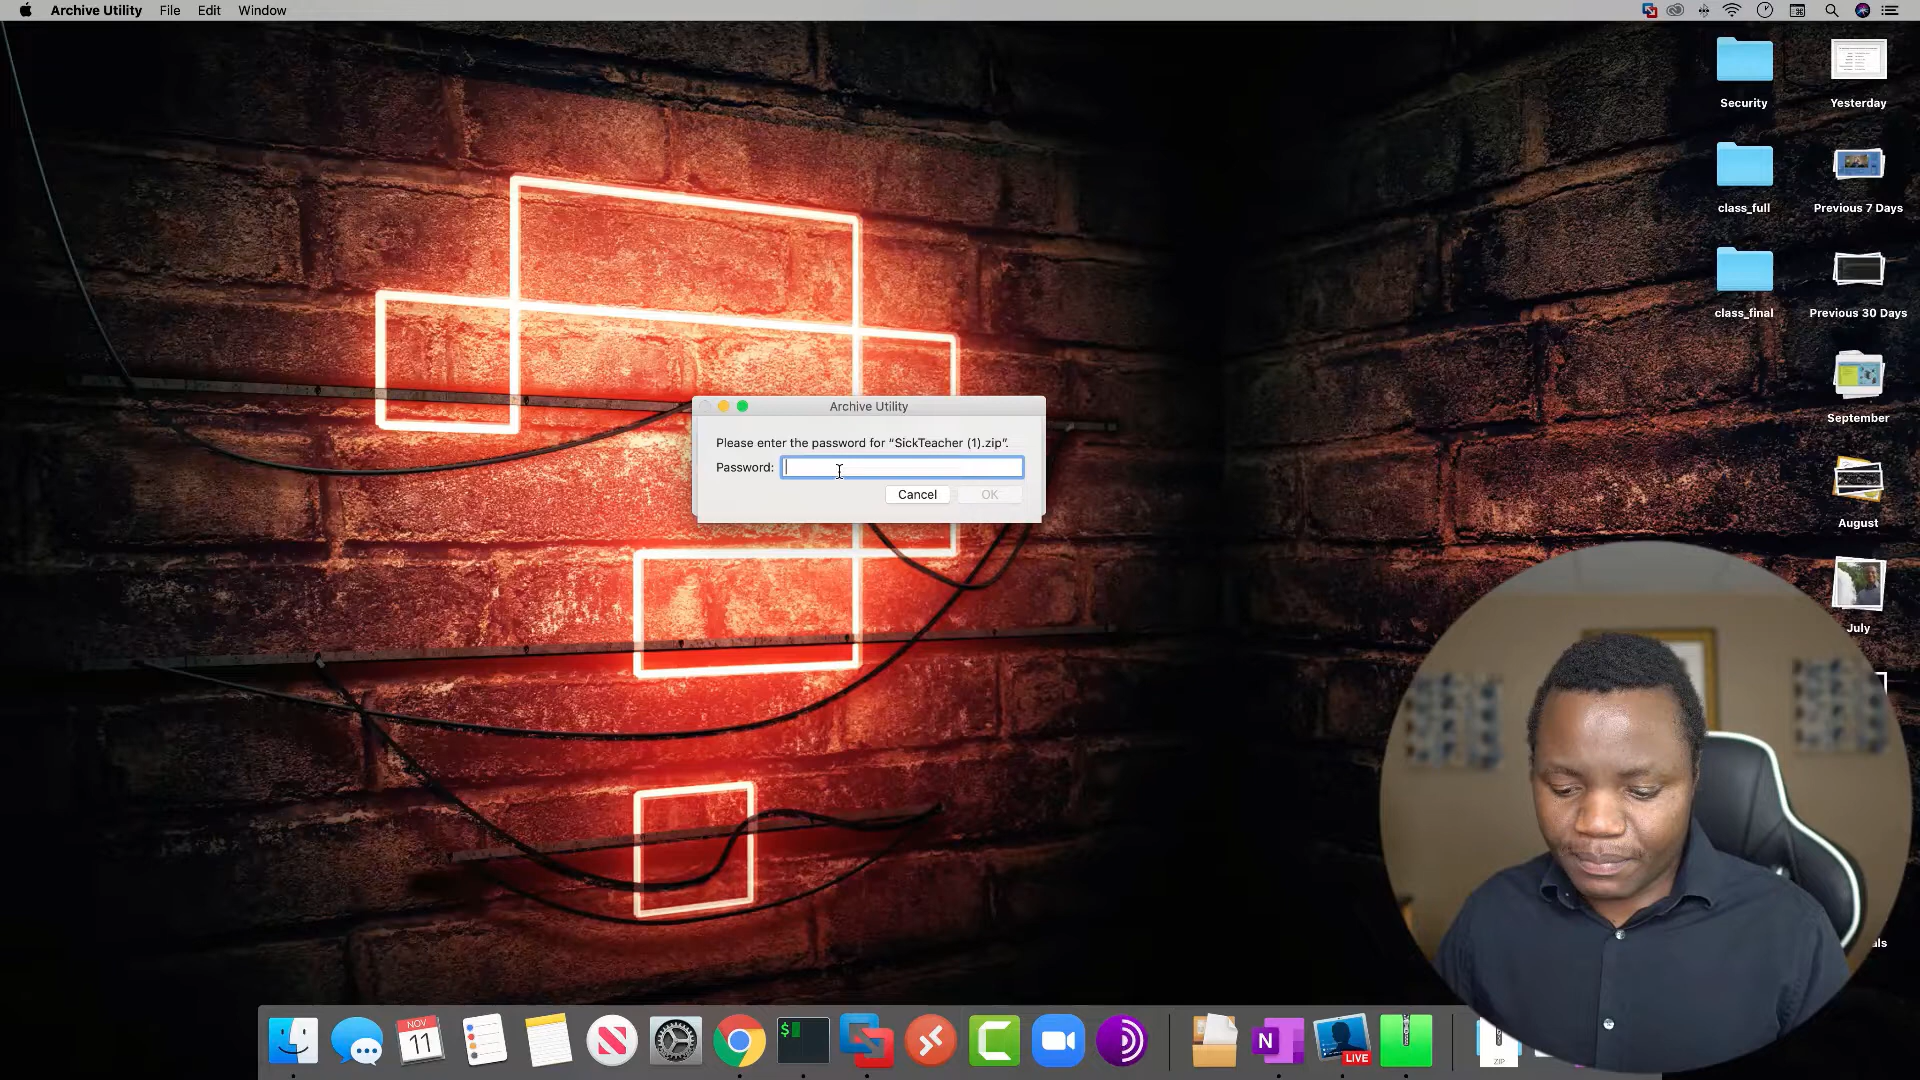 Archive Utility File Edit Window
Security Yesterday
class_full Previous 7 Days
class_final Previous 30 Days
September
August
July
Archive Utility
Please enter the password for “SickTeacher (1).zip”.
Password:
Cancel OK
NOV
11
$
N
LIVE
ZIP